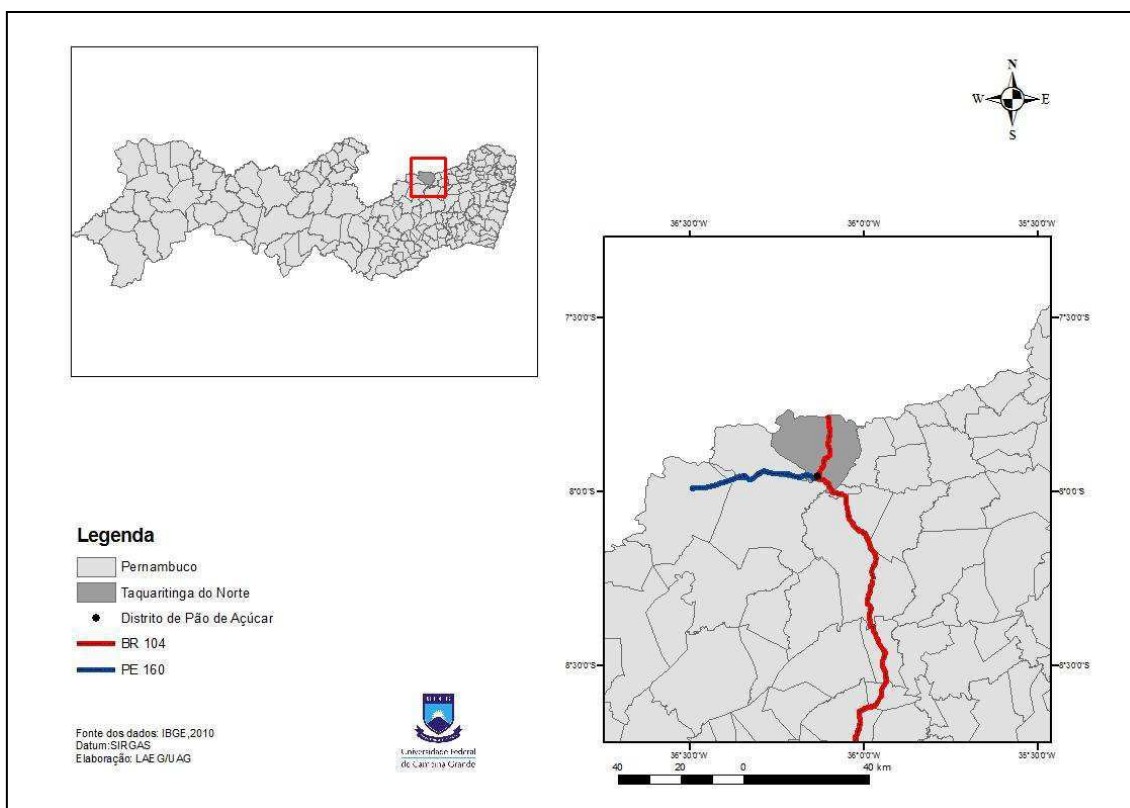 N
W E
S
36°30'0"W 36°0'0"W 35°30'0"W
7°30'0"S 7°30'0"S
8°0'0"S 8°0'0"S
8°30'0"S 8°30'0"S
36°30'0"W 36°0'0"W 35°30'0"W
40 20 0 40 km
Legenda
Pernambuco
Taquaritinga do Norte
Distrito de Pão de Açúcar
BR 104
PE 160
Fonte dos dados: IBGE,2010
Datum:SIRGAS
Elaboração: LAEG/UAG
Universidade Federal
de Campina Grande